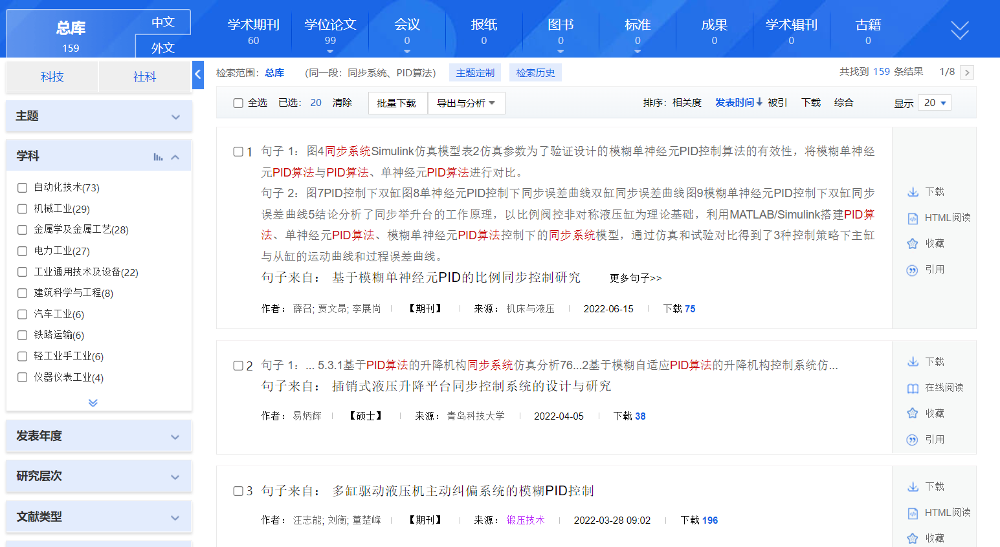 总库
159
中文
外文
学术期刊
60
学位论文
99
会议
0
报纸
0
图书
0
标准
0
成果
0
学术辑刊
0
古籍
0
科技 社科
检索范围：总库 (同一段：同步系统、PID算法) 主题定制 检索历史 共找到 159 条结果 1/8 >
全选 已选：20 清除 批量下载 导出与分析 排序：相关度 发表时间 被引 下载 综合 显示 20
主题
学科
自动化技术(73)
机械工业(29)
金属学及金属工艺(28)
电力工业(27)
工业通用技术及设备(22)
建筑科学与工程(8)
汽车工业(6)
铁路运输(6)
轻工业手工业(6)
仪器仪表工业(4)
发表年度
研究层次
文献类型
1 句子 1：图4同步系统Simulink仿真模型表2仿真参数为了验证设计的模糊单神经元PID控制算法的有效性，将模糊单神经
元PID算法与PID算法、单神经元PID算法进行对比。
句子 2：图7PID控制下双缸图8单神经元PID控制下同步误差曲线双缸同步误差曲线图9模糊单神经元PID控制下双缸同步
误差曲线5结论分析了同步举升台的工作原理，以比例阀控非对称液压缸为理论基础，利用MATLAB/Simulink搭建PID算
法、单神经元PID算法、模糊单神经元PID算法控制下的同步系统模型，通过仿真和试验对比得到了3种控制策略下主缸
与从缸的运动曲线和过程误差曲线。
句子来自： 基于模糊单神经元PID的比例同步控制研究 更多句子>>
作者：薛召; 贾文昂; 李展尚 【期刊】 来源：机床与液压 2022-06-15 下载 75
下载
HTML阅读
收藏
引用
2 句子 1：... 5.3.1基于PID算法的升降机构同步系统仿真分析76...2基于模糊自适应PID算法的升降机构控制系统仿...
句子来自： 插销式液压升降平台同步控制系统的设计与研究
作者：易炳辉 【硕士】 来源：青岛科技大学 2022-04-05 下载 38
下载
在线阅读
收藏
引用
3 句子来自： 多缸驱动液压机主动纠偏系统的模糊PID控制
作者：汪志能; 刘衡; 董楚峰 【期刊】 来源：锻压技术 2022-03-28 09:02 下载 196
下载
HTML阅读
收藏